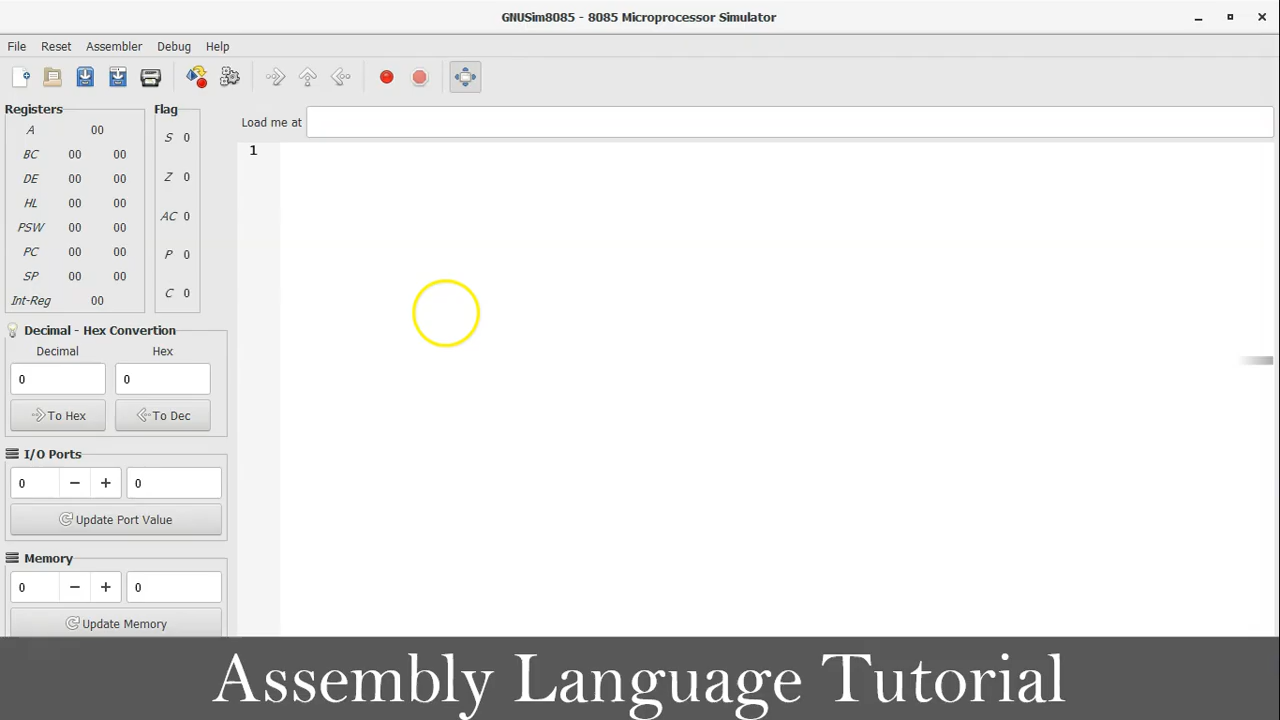 GNUSim8085 - 8085 Microprocessor Simulator
File Reset Assembler Debug Help
Registers
A 00
BC 00 00
DE 00 00
HL 00 00
PSW 00 00
PC 00 00
SP 00 00
Int-Reg 00
Flag
S 0
Z 0
AC 0
P 0
C 0
Decimal - Hex Convertion
Decimal Hex
0 0
To Hex To Dec
I/O Ports
0 − + 0
Update Port Value
Memory
0 − + 0
Update Memory
Load me at
1
Assembly Language Tutorial